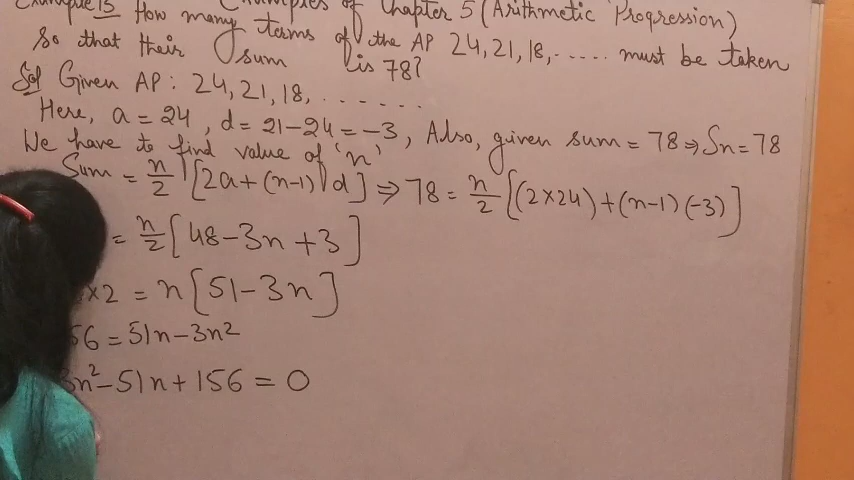 Example 13 How many Examples of Chapter 5 (Arithmetic Progression)
terms of the AP 24, 21, 18, ...... must be taken
So that their sum is 78?
Sol Given AP: 24, 21, 18, ......
Here, a = 24, d = 21-24 = -3, Also, given sum = 78 ⇒ Sn = 78
We have to find value of 'n'
Sum = n/2 [2a+(n-1)d] ⇒ 78 = n/2 [(2×24)+(n-1)(-3)]
= n/2 [48-3n+3]
×2 = n[51-3n]
56 = 51n-3n²
3n²-51n+156 = 0